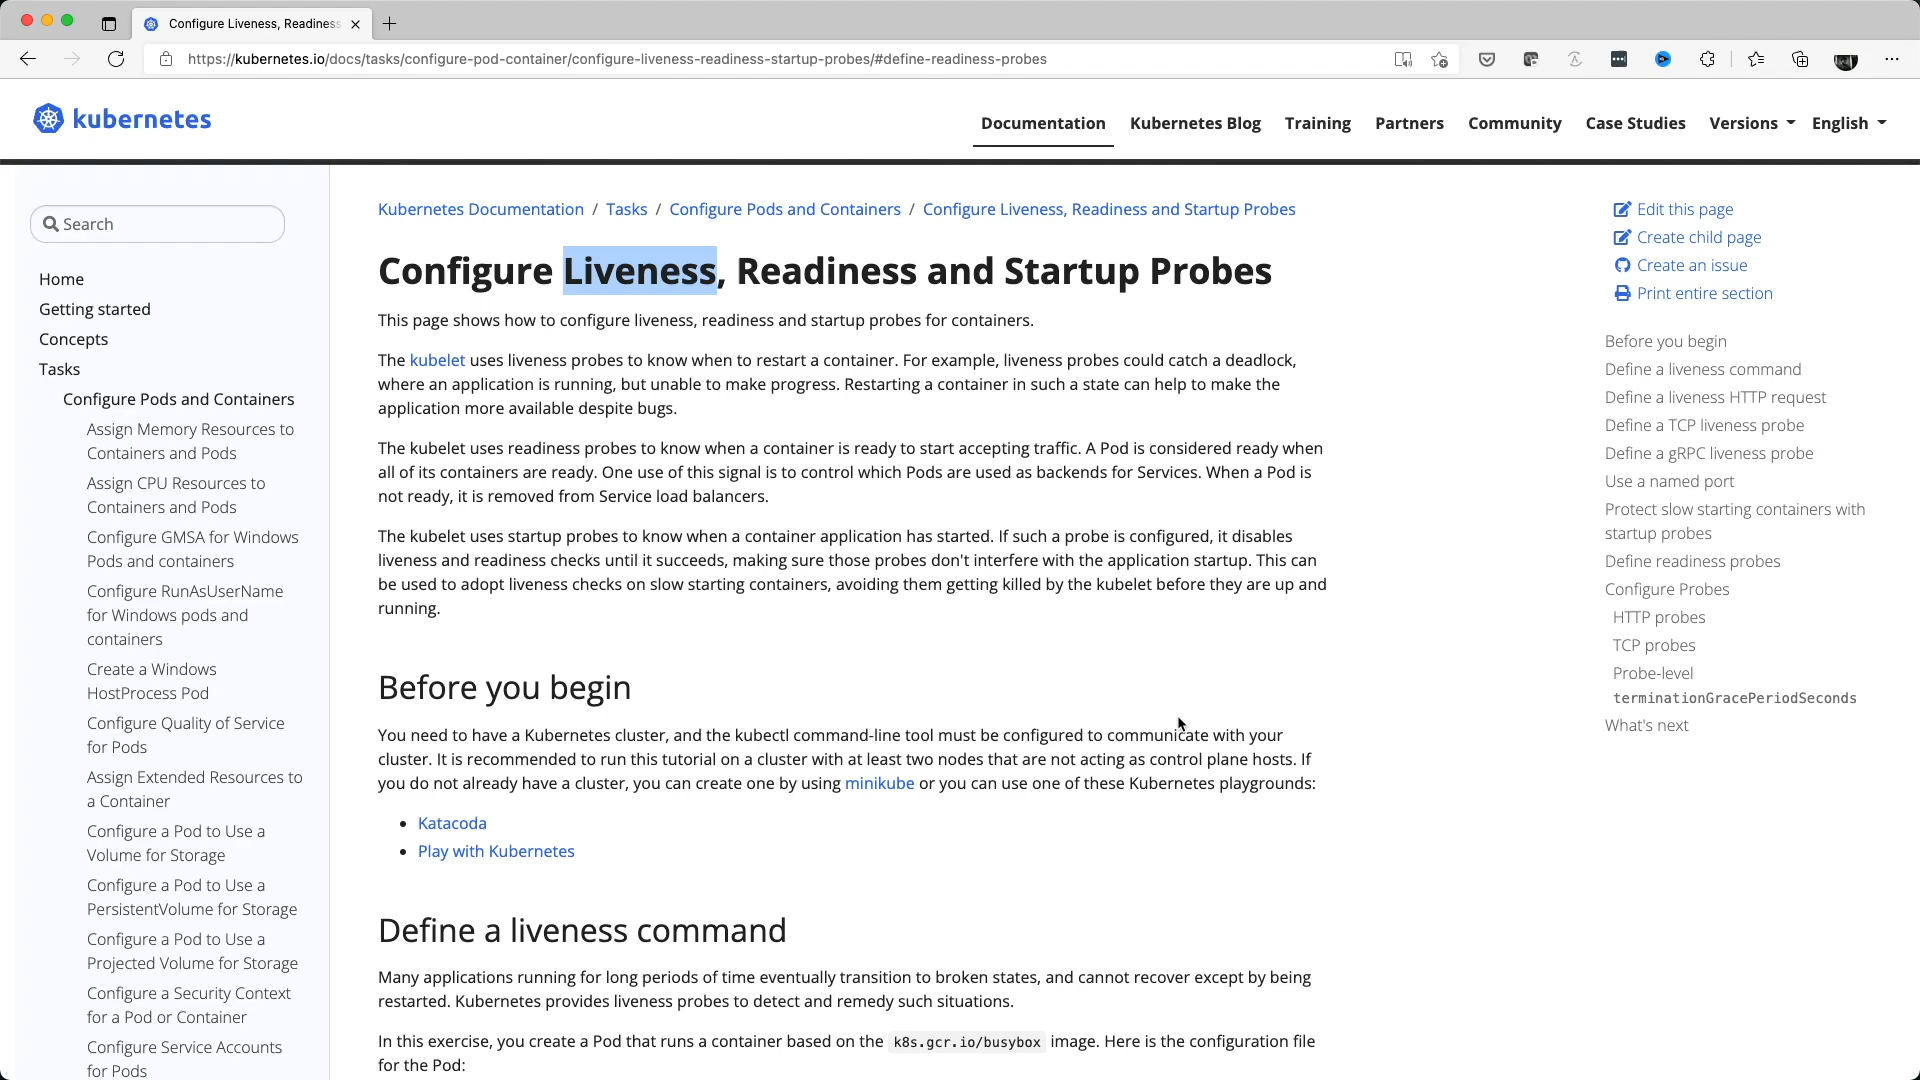 Configure Liveness, Readiness
https://kubernetes.io/docs/tasks/configure-pod-container/configure-liveness-readiness-startup-probes/#define-readiness-probes
kubernetes
Documentation
Kubernetes Blog
Training
Partners
Community
Case Studies
Versions
English
Search
Home
Getting started
Concepts
Tasks
Configure Pods and Containers
Assign Memory Resources to
Containers and Pods
Assign CPU Resources to
Containers and Pods
Configure GMSA for Windows
Pods and containers
Configure RunAsUserName
for Windows pods and
containers
Create a Windows
HostProcess Pod
Configure Quality of Service
for Pods
Assign Extended Resources to
a Container
Configure a Pod to Use a
Volume for Storage
Configure a Pod to Use a
PersistentVolume for Storage
Configure a Pod to Use a
Projected Volume for Storage
Configure a Security Context
for a Pod or Container
Configure Service Accounts
for Pods
Kubernetes Documentation / Tasks / Configure Pods and Containers / Configure Liveness, Readiness and Startup Probes
Configure Liveness, Readiness and Startup Probes
This page shows how to configure liveness, readiness and startup probes for containers.
The kubelet uses liveness probes to know when to restart a container. For example, liveness probes could catch a deadlock,
where an application is running, but unable to make progress. Restarting a container in such a state can help to make the
application more available despite bugs.
The kubelet uses readiness probes to know when a container is ready to start accepting traffic. A Pod is considered ready when
all of its containers are ready. One use of this signal is to control which Pods are used as backends for Services. When a Pod is
not ready, it is removed from Service load balancers.
The kubelet uses startup probes to know when a container application has started. If such a probe is configured, it disables
liveness and readiness checks until it succeeds, making sure those probes don't interfere with the application startup. This can
be used to adopt liveness checks on slow starting containers, avoiding them getting killed by the kubelet before they are up and
running.
Before you begin
You need to have a Kubernetes cluster, and the kubectl command-line tool must be configured to communicate with your
cluster. It is recommended to run this tutorial on a cluster with at least two nodes that are not acting as control plane hosts. If
you do not already have a cluster, you can create one by using minikube or you can use one of these Kubernetes playgrounds:
• Katacoda
• Play with Kubernetes
Define a liveness command
Many applications running for long periods of time eventually transition to broken states, and cannot recover except by being
restarted. Kubernetes provides liveness probes to detect and remedy such situations.
In this exercise, you create a Pod that runs a container based on the k8s.gcr.io/busybox image. Here is the configuration file
for the Pod:
Edit this page
Create child page
Create an issue
Print entire section
Before you begin
Define a liveness command
Define a liveness HTTP request
Define a TCP liveness probe
Define a gRPC liveness probe
Use a named port
Protect slow starting containers with
startup probes
Define readiness probes
Configure Probes
HTTP probes
TCP probes
Probe-level
terminationGracePeriodSeconds
What's next